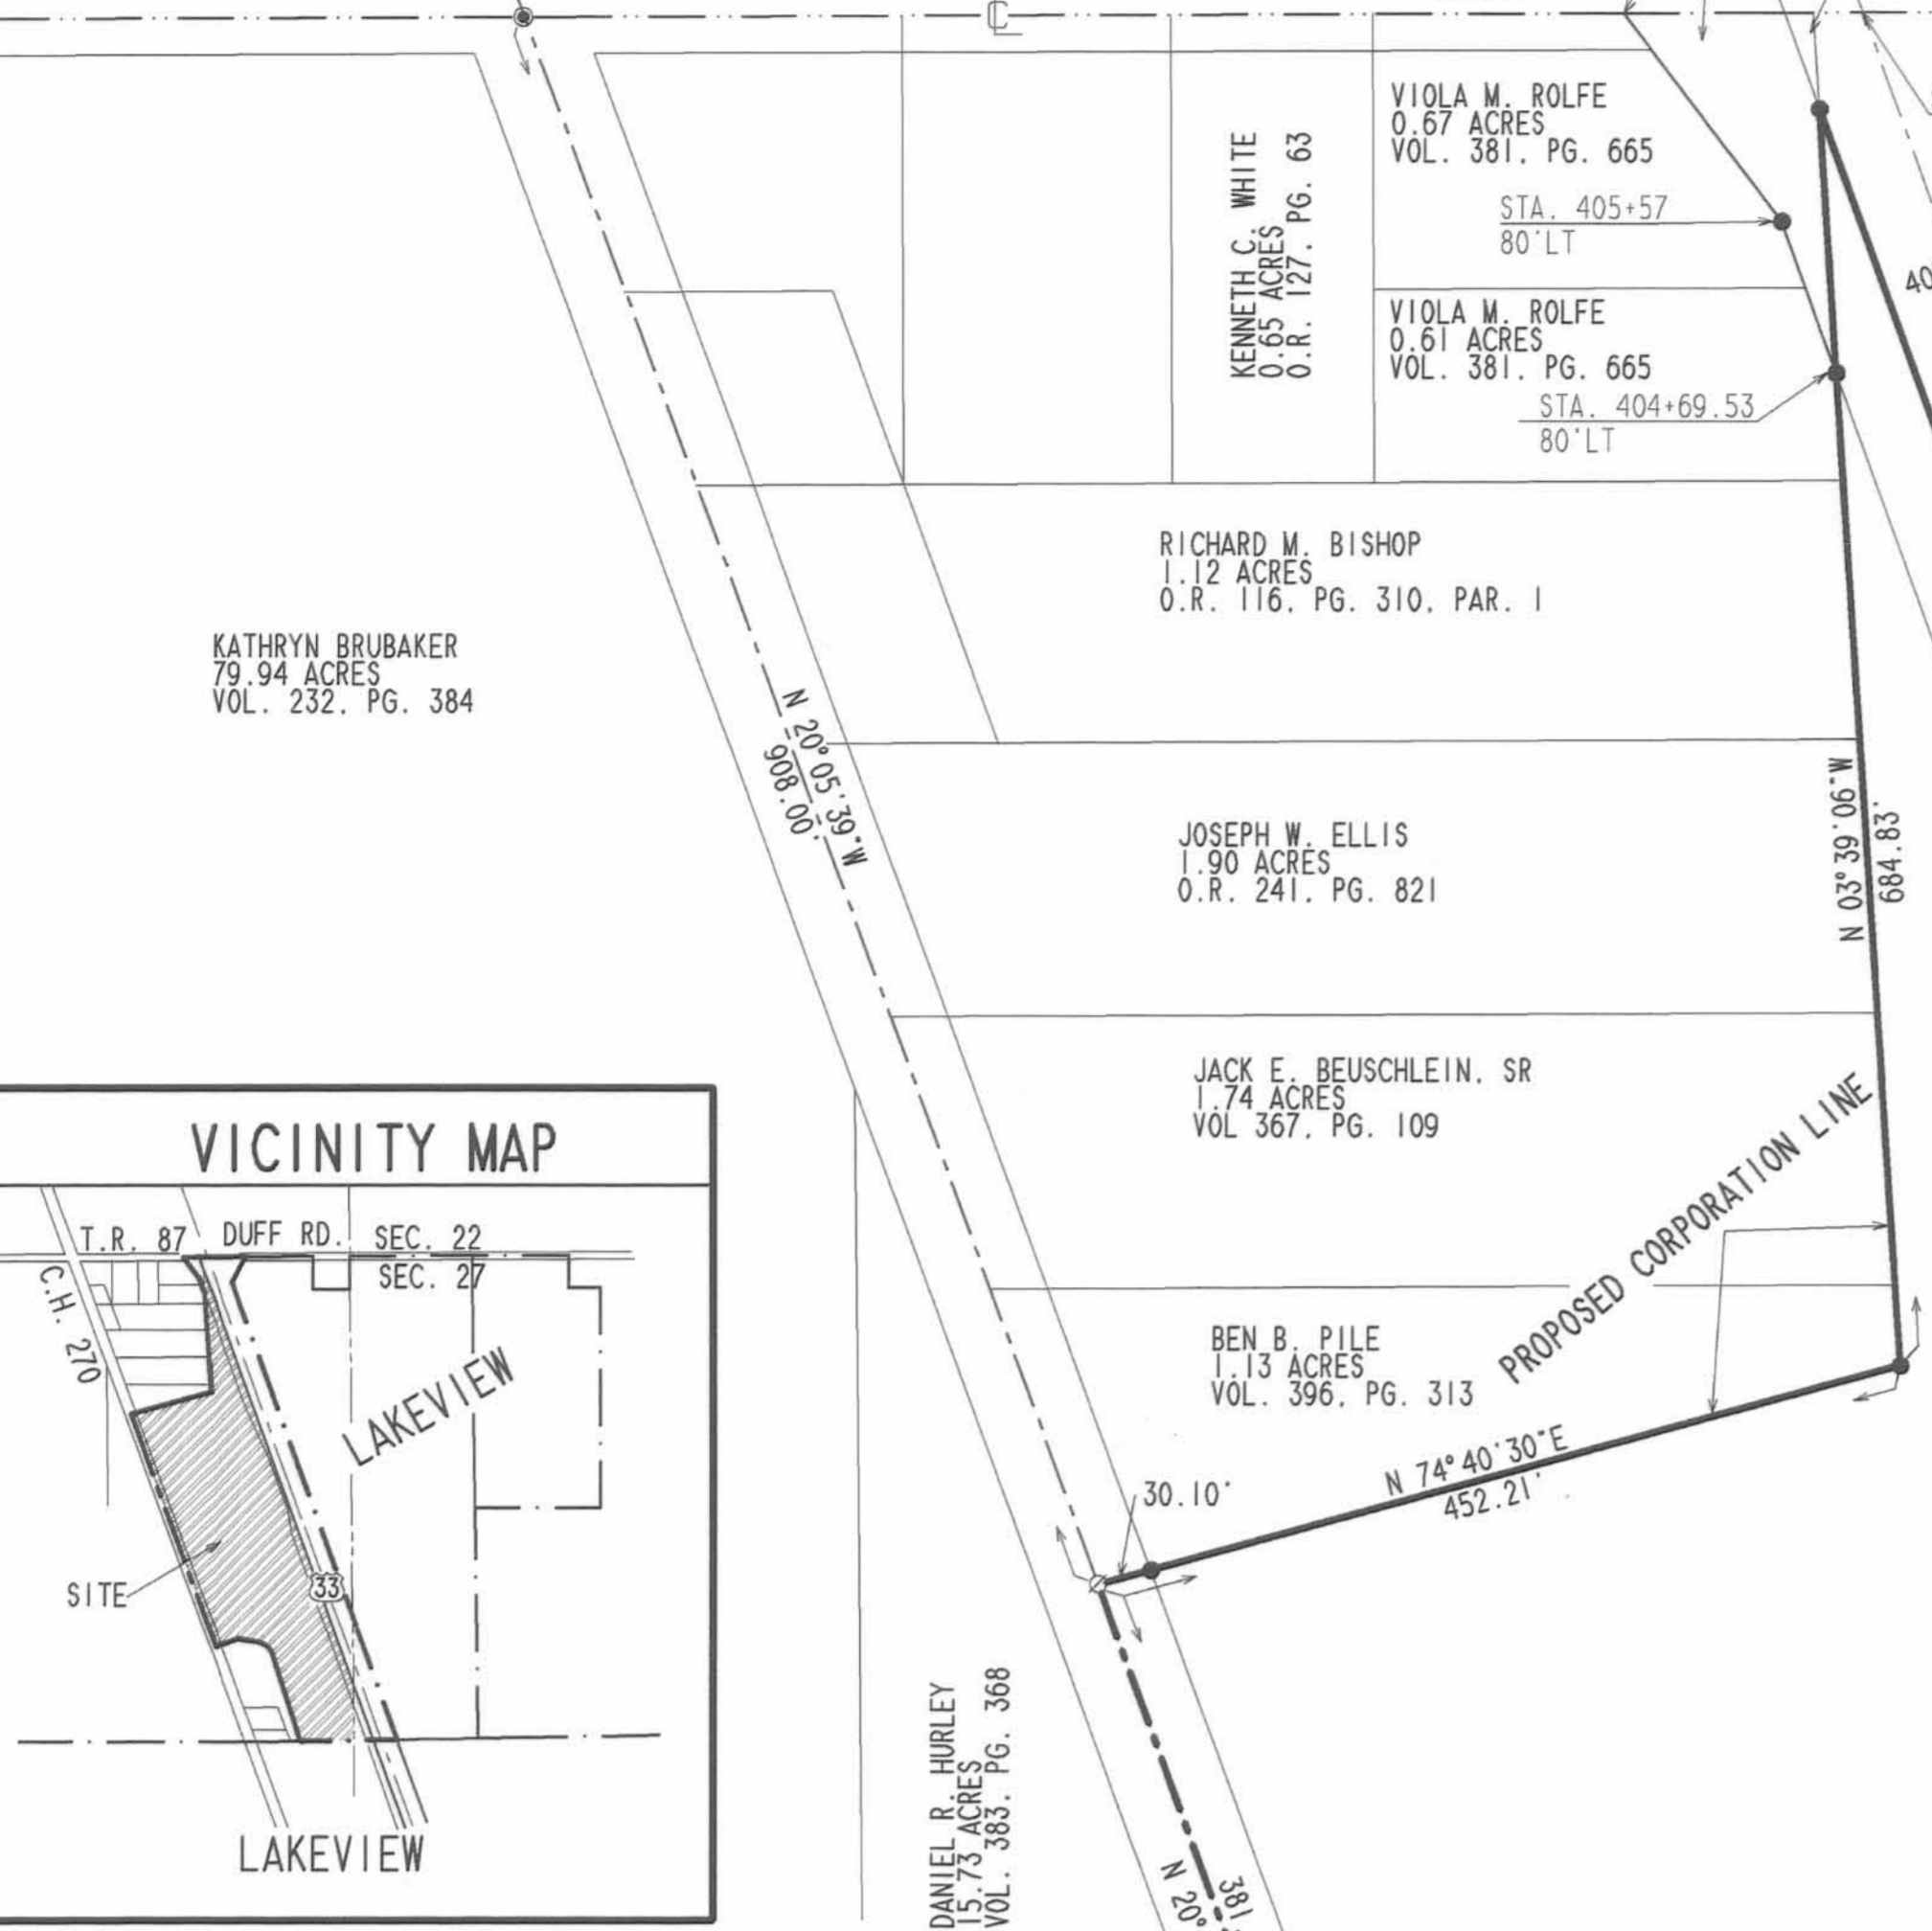 ℄
VIOLA M. ROLFE
0.67 ACRES
VOL. 381, PG. 665
STA. 405+57
80'LT
KENNETH C. WHITE
0.65 ACRES
O.R. 127, PG. 63
VIOLA M. ROLFE
0.61 ACRES
VOL. 381, PG. 665
STA. 404+69.53
80'LT
40
RICHARD M. BISHOP
1.12 ACRES
O.R. 116, PG. 310, PAR. 1
KATHRYN BRUBAKER
79.94 ACRES
VOL. 232, PG. 384
N 20°05'39"W
908.00'
JOSEPH W. ELLIS
1.90 ACRES
O.R. 241, PG. 821
N 03°39'06"W
684.83'
JACK E. BEUSCHLEIN, SR
1.74 ACRES
VOL 367, PG. 109
PROPOSED CORPORATION LINE
BEN B. PILE
1.13 ACRES
VOL. 396, PG. 313
N 74°40'30"E
452.21'
30.10'
VICINITY MAP
T.R. 87
DUFF RD.
SEC. 22
SEC. 27
C.H. 270
LAKEVIEW
SITE
33
LAKEVIEW
DANIEL R. HURLEY
15.73 ACRES
VOL. 383, PG. 368
N 20°
381